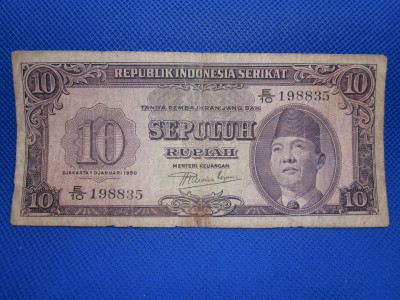 10 REPUBLIK INDONESIA SERIKAT 10
TANDA PEMBAJARAN JANG SAH
E/10 198835
10 SEPULUH
RUPIAH
MENTERI KEUANGAN
DJAKARTA 1 DJANUARI 1950
E/10 198835
10 10